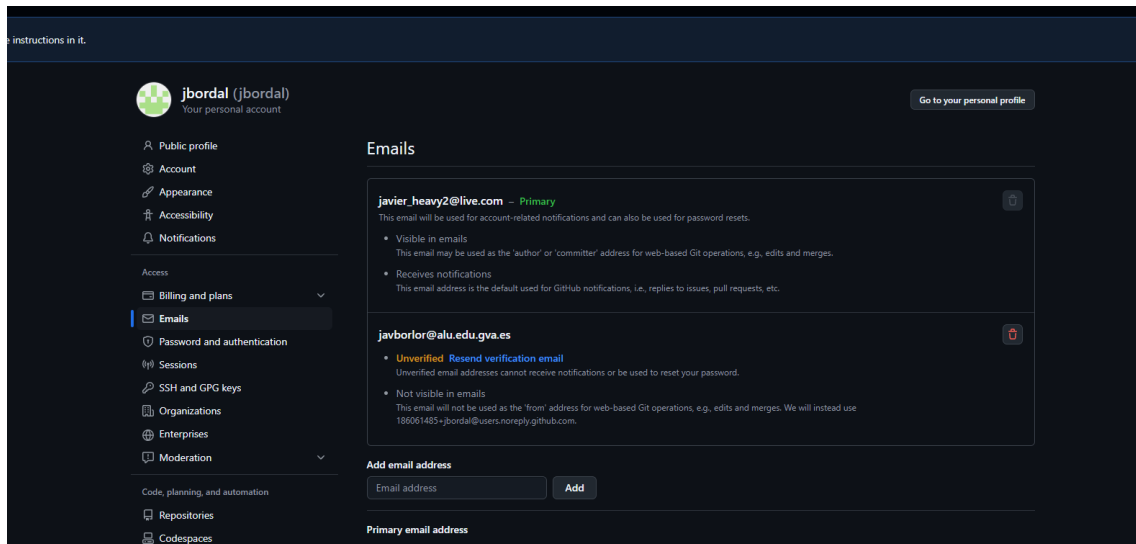 e instructions in it.
jbordal (jbordal)
Your personal account
Go to your personal profile
Public profile
Account
Appearance
Accessibility
Notifications
Access
Billing and plans
Emails
Password and authentication
Sessions
SSH and GPG keys
Organizations
Enterprises
Moderation
Code, planning, and automation
Repositories
Codespaces
Emails
javier_heavy2@live.com – Primary
This email will be used for account-related notifications and can also be used for password resets.
Visible in emails
This email may be used as the 'author' or 'committer' address for web-based Git operations, e.g., edits and merges.
Receives notifications
This email address is the default used for GitHub notifications, i.e., replies to issues, pull requests, etc.
javborlor@alu.edu.gva.es
Unverified Resend verification email
Unverified email addresses cannot receive notifications or be used to reset your password.
Not visible in emails
This email will not be used as the 'from' address for web-based Git operations, e.g., edits and merges. We will instead use
186061485+jbordal@users.noreply.github.com.
Add email address
Email address
Add
Primary email address